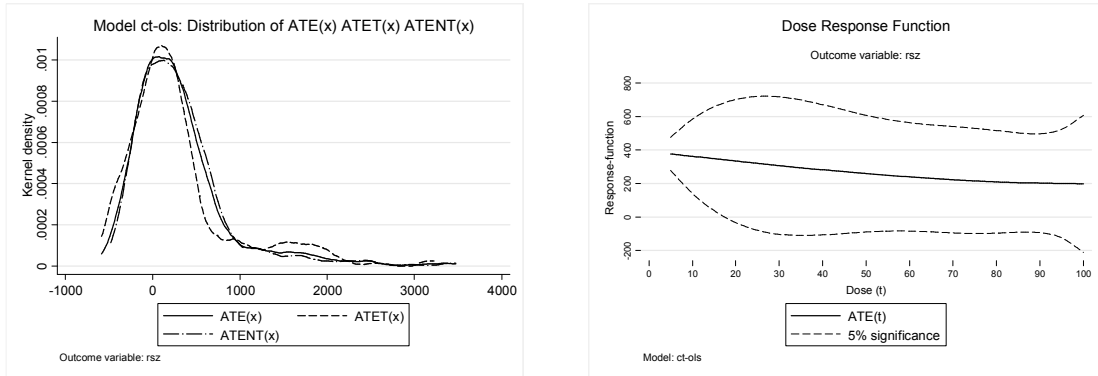 Model ct-ols: Distribution of ATE(x) ATET(x) ATENT(x)
Kernel density
0 .0002 .0004 .0006 .0008 .001
-1000 0 1000 2000 3000 4000
ATE(x) ATET(x)
ATENT(x)
Outcome variable: rsz
Dose Response Function
Outcome variable: rsz
Response-function
-200 0 200 400 600 800
0 10 20 30 40 50 60 70 80 90 100
Dose (t)
ATE(t)
5% significance
Model: ct-ols